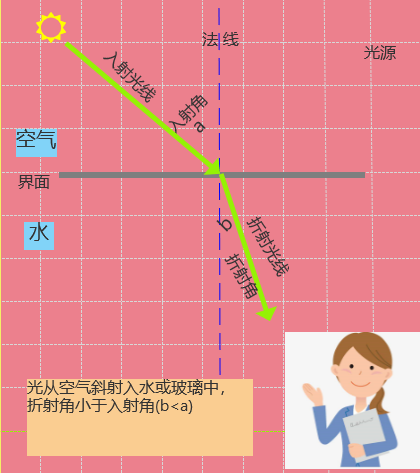 法线
光源
入射光线
入射角
a
空气
界面
水
b
折射光线
折射角
光从空气斜射入水或玻璃中，
折射角小于入射角(b<a)